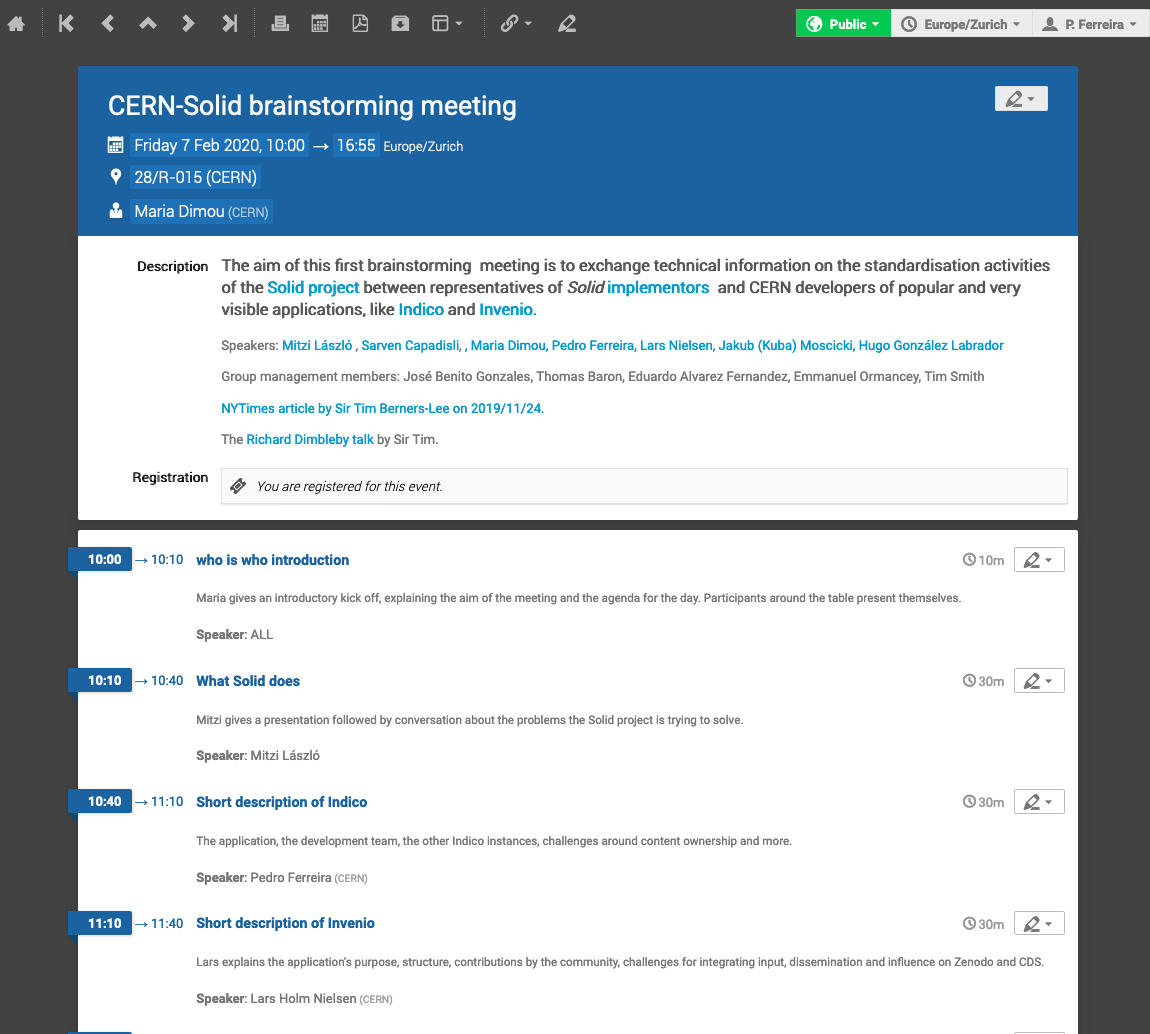 Public
Europe/Zurich
P. Ferreira
CERN-Solid brainstorming meeting
Friday 7 Feb 2020, 10:00 → 16:55 Europe/Zurich
28/R-015 (CERN)
Maria Dimou (CERN)
Description
The aim of this first brainstorming  meeting is to exchange technical information on the standardisation activities
of the Solid project between representatives of Solid implementors  and CERN developers of popular and very
visible applications, like Indico and Invenio.
Speakers: Mitzi László , Sarven Capadisli, , Maria Dimou, Pedro Ferreira, Lars Nielsen, Jakub (Kuba) Moscicki, Hugo González Labrador
Group management members: José Benito Gonzales, Thomas Baron, Eduardo Alvarez Fernandez, Emmanuel Ormancey, Tim Smith
NYTimes article by Sir Tim Berners-Lee on 2019/11/24.
The Richard Dimbleby talk by Sir Tim.
Registration
You are registered for this event.
10:00 → 10:10 who is who introduction 10m
Maria gives an introductory kick off, explaining the aim of the meeting and the agenda for the day. Participants around the table present themselves.
Speaker: ALL
10:10 → 10:40 What Solid does 30m
Mitzi gives a presentation followed by conversation about the problems the Solid project is trying to solve.
Speaker: Mitzi László
10:40 → 11:10 Short description of Indico 30m
The application, the development team, the other Indico instances, challenges around content ownership and more.
Speaker: Pedro Ferreira (CERN)
11:10 → 11:40 Short description of Invenio 30m
Lars explains the application's purpose, structure, contributions by the community, challenges for integrating input, dissemination and influence on Zenodo and CDS.
Speaker: Lars Holm Nielsen (CERN)